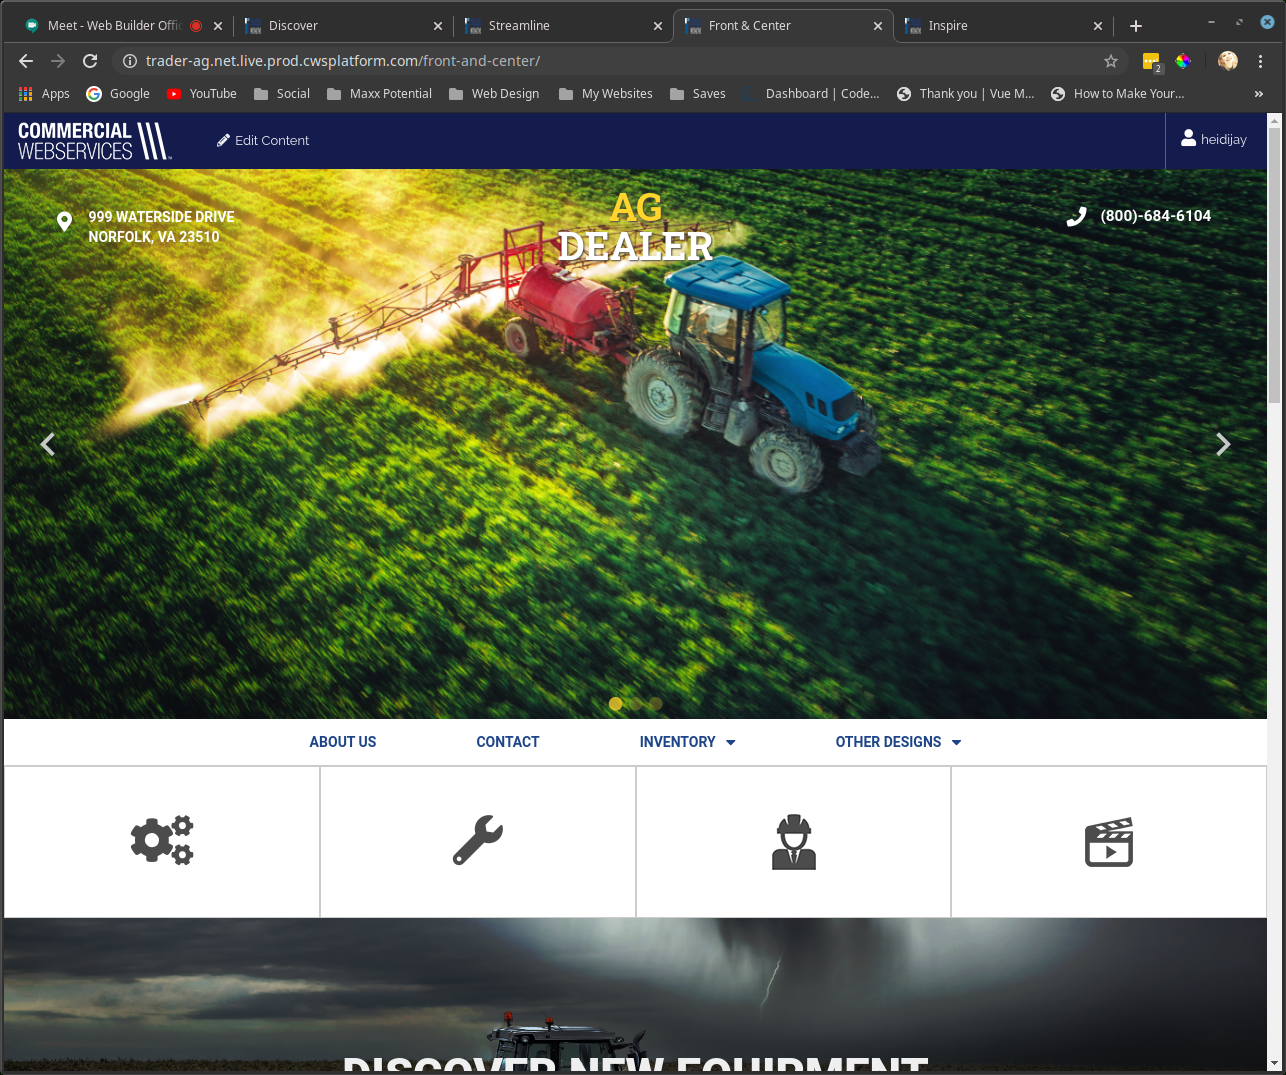 Meet - Web Builder Offic
Discover
Streamline
Front & Center
Inspire
trader-ag.net.live.prod.cwsplatform.com/front-and-center/
2
Apps
Google
YouTube
Social
Maxx Potential
Web Design
My Websites
Saves
Dashboard | Code...
Thank you | Vue M...
How to Make Your...
»
COMMERCIAL
WEBSERVICES
Edit Content
heidijay
999 WATERSIDE DRIVE
NORFOLK, VA 23510
AG
DEALER
(800)-684-6104
ABOUT US
CONTACT
INVENTORY
OTHER DESIGNS
DISCOVER NEW EQUIPMENT